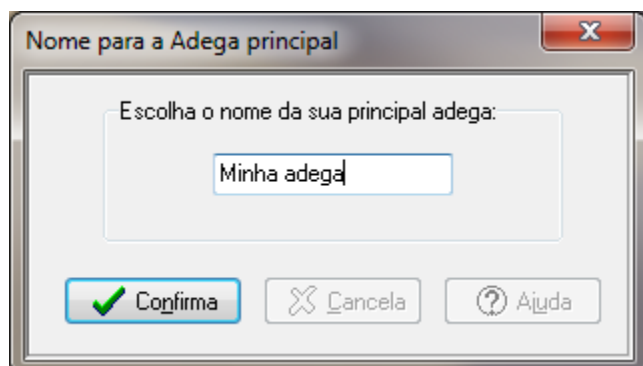 Nome para a Adega principal
Escolha o nome da sua principal adega:
Minha adega
Confirma
Cancela
Ajuda